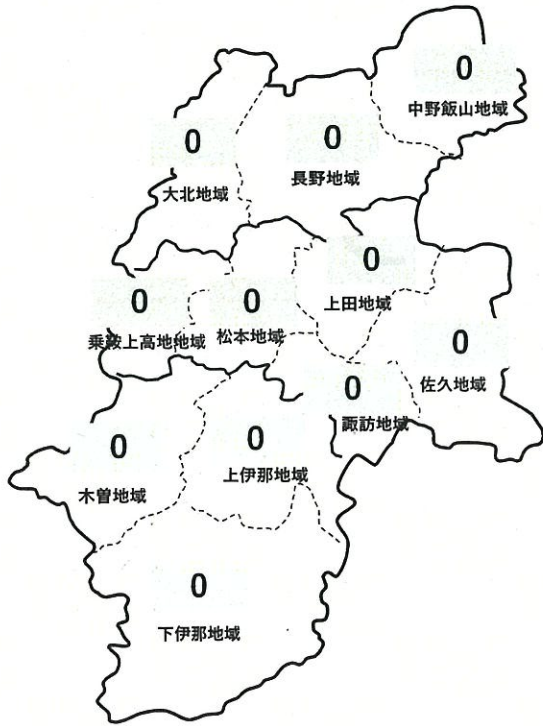 0
中野飯山地域
0
長野地域
0
大北地域
0
上田地域
0
乗鞍上高地地域
0
松本地域
0
佐久地域
0
諏訪地域
0
上伊那地域
0
木曽地域
0
下伊那地域